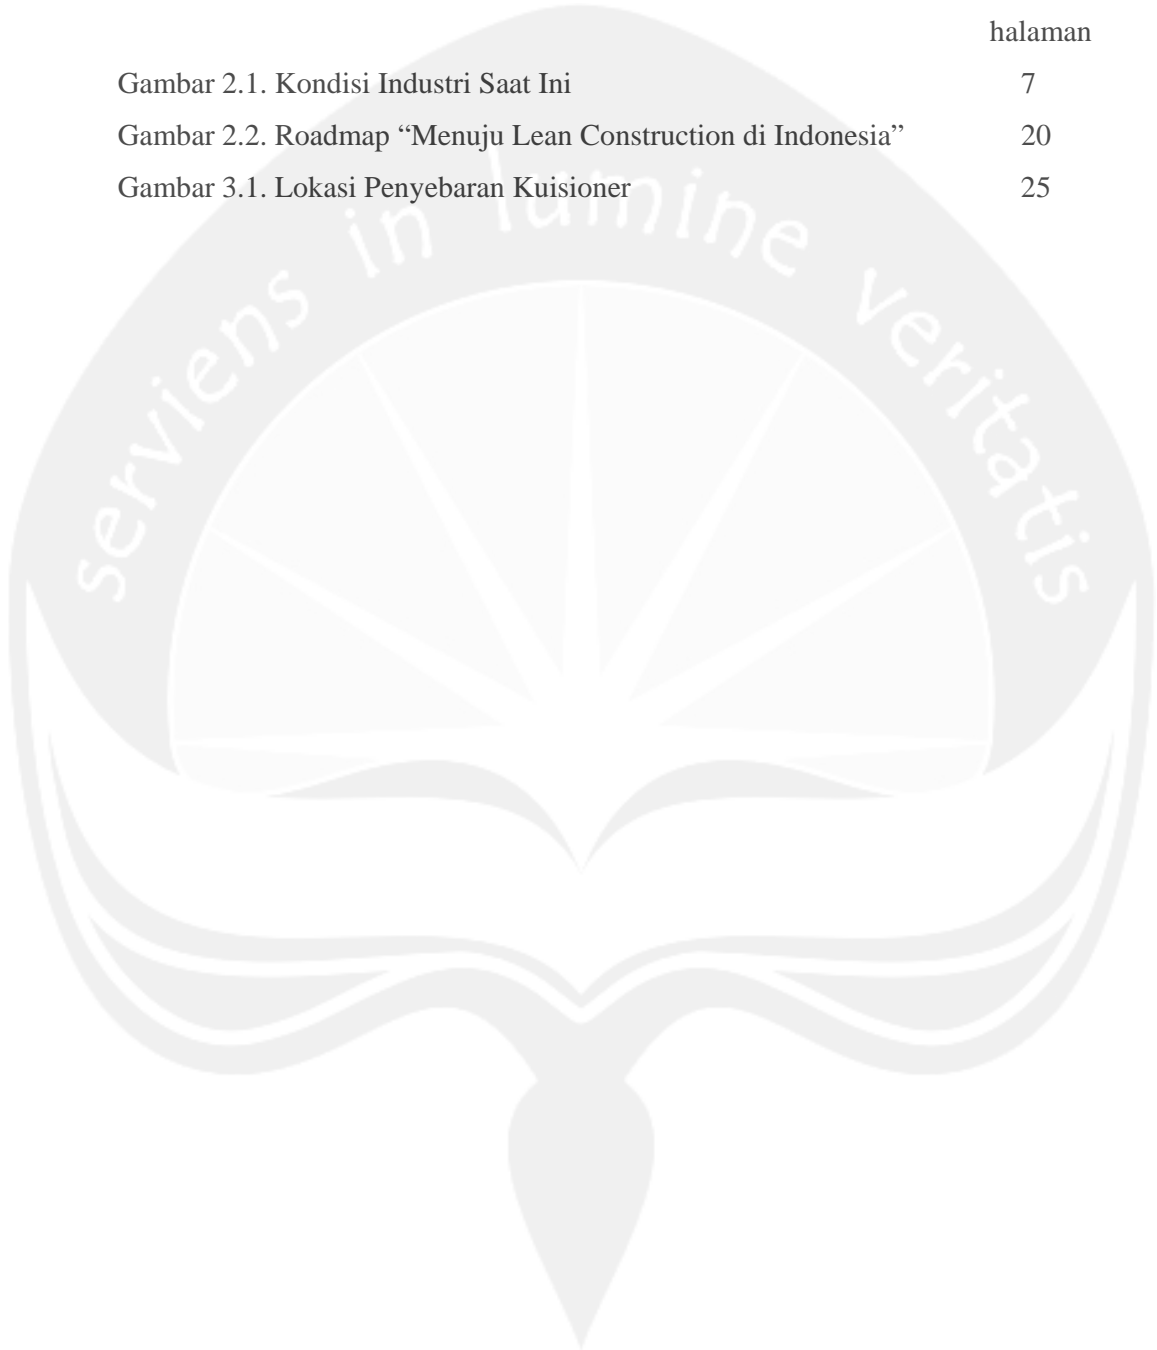 halaman
Gambar 2.1. Kondisi Industri Saat Ini 7
Gambar 2.2. Roadmap “Menuju Lean Construction di Indonesia” 20
Gambar 3.1. Lokasi Penyebaran Kuisioner 25
serviens in lumine veritatis